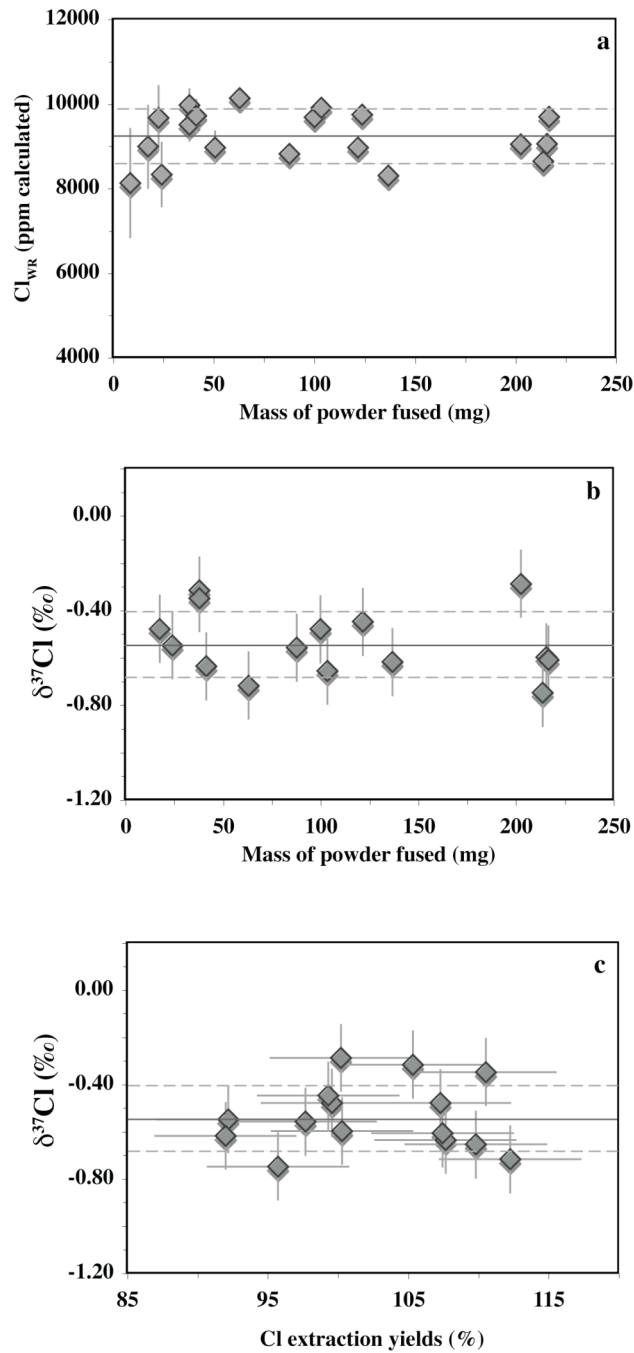 a
12000
10000
8000
6000
4000
Cl_WR (ppm calculated)
0 50 100 150 200 250
Mass of powder fused (mg)
b
0.00
-0.40
-0.80
-1.20
δ³⁷Cl (‰)
0 50 100 150 200 250
Mass of powder fused (mg)
c
0.00
-0.40
-0.80
-1.20
δ³⁷Cl (‰)
85 95 105 115
Cl extraction yields (%)